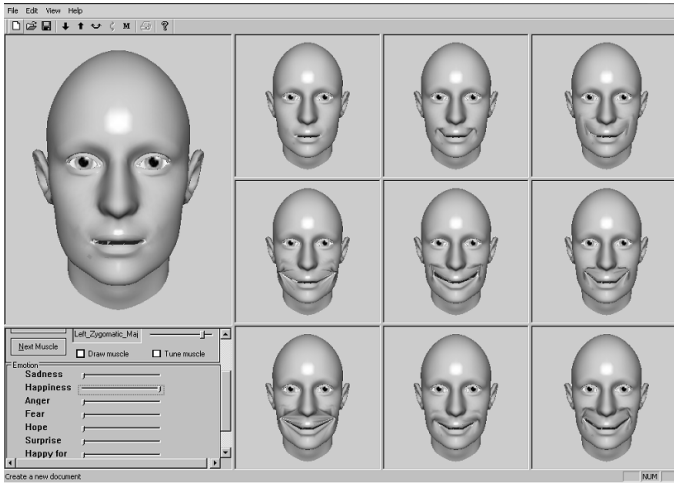 File Edit View Help
M
Left_Zygomatic_Maj
Next Muscle
Draw muscle
Tune muscle
Emotion
Sadness
Happiness
Anger
Fear
Hope
Surprise
Happy for
Create a new document
NUM